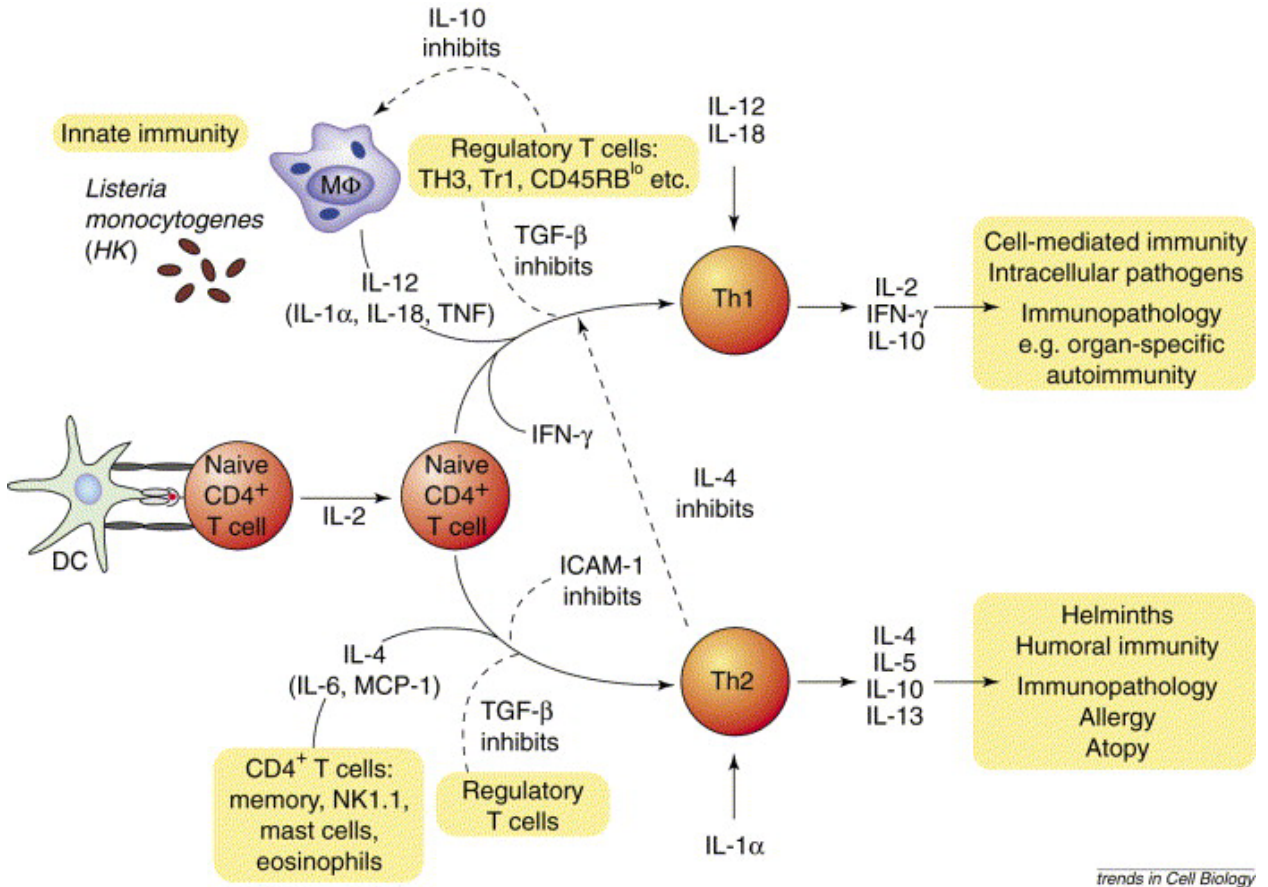 IL-10
inhibits
Innate immunity
Listeria
monocytogenes
(HK)
MΦ
Regulatory T cells:
TH3, Tr1, CD45RB^lo etc.
IL-12
IL-18
TGF-β
inhibits
IL-12
(IL-1α, IL-18, TNF)
Th1
IL-2
IFN-γ
IL-10
Cell-mediated immunity
Intracellular pathogens
Immunopathology
e.g. organ-specific
autoimmunity
IFN-γ
DC
Naive
CD4⁺
T cell
IL-2
Naive
CD4⁺
T cell
IL-4
inhibits
ICAM-1
inhibits
IL-4
(IL-6, MCP-1)
TGF-β
inhibits
CD4⁺ T cells:
memory, NK1.1,
mast cells,
eosinophils
Regulatory
T cells
Th2
IL-1α
IL-4
IL-5
IL-10
IL-13
Helminths
Humoral immunity
Immunopathology
Allergy
Atopy
trends in Cell Biology